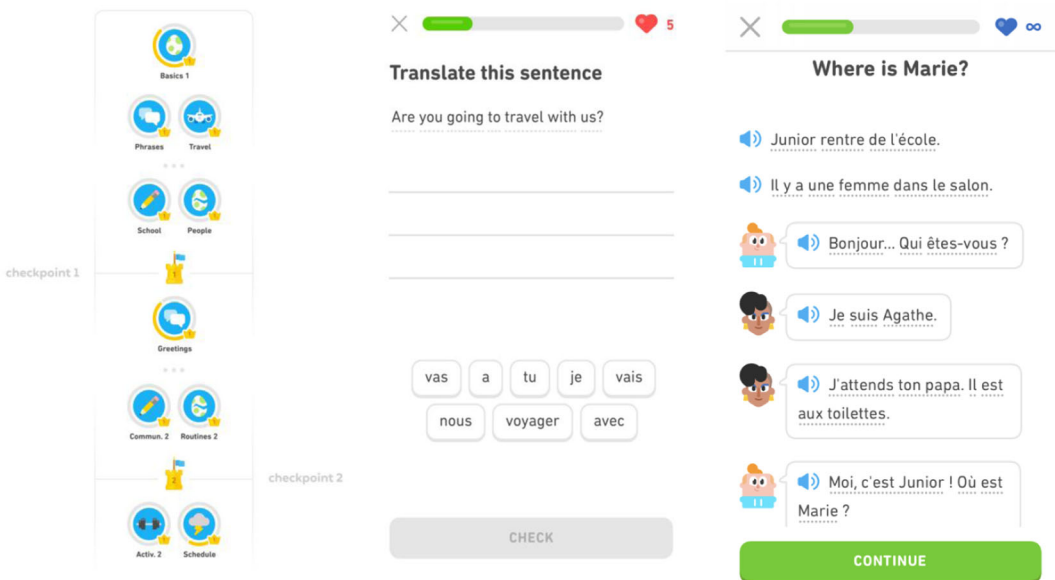 Basics 1
Phrases
Travel
School
People
checkpoint 1
1
Greetings
Commun. 2
Routines 2
2
checkpoint 2
Activ. 2
Schedule
5
Translate this sentence
Are you going to travel with us?
vas
a
tu
je
vais
nous
voyager
avec
CHECK
∞
Where is Marie?
Junior rentre de l'école.
Il y a une femme dans le salon.
Bonjour... Qui êtes-vous ?
Je suis Agathe.
J'attends ton papa. Il est
aux toilettes.
Moi, c'est Junior ! Où est
Marie ?
CONTINUE